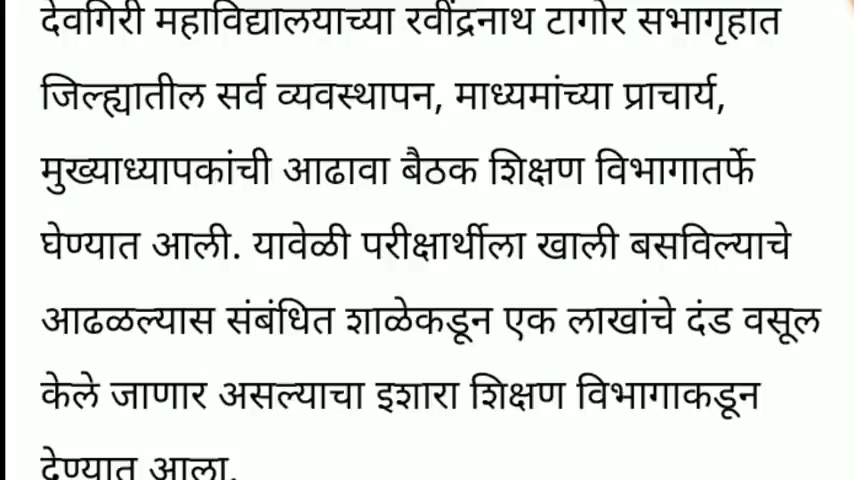 देवगिरी महाविद्यालयाच्या रवींद्रनाथ टागोर सभागृहात
जिल्ह्यातील सर्व व्यवस्थापन, माध्यमांच्या प्राचार्य,
मुख्याध्यापकांची आढावा बैठक शिक्षण विभागातर्फे
घेण्यात आली. यावेळी परीक्षार्थीला खाली बसविल्याचे
आढळल्यास संबंधित शाळेकडून एक लाखांचे दंड वसूल
केले जाणार असल्याचा इशारा शिक्षण विभागाकडून
देण्यात आला.